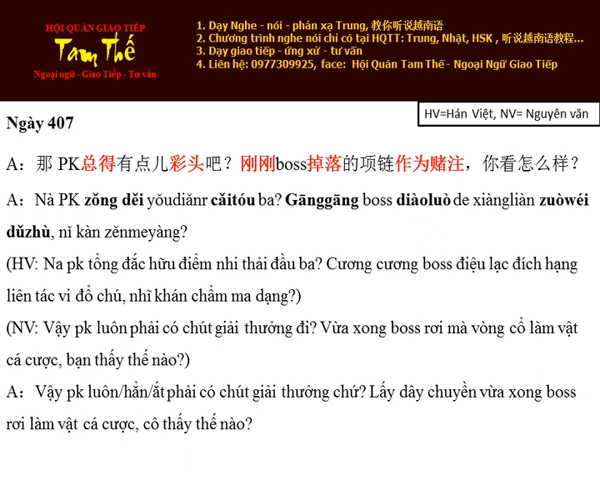 HỘI QUÁN GIAO TIẾP
Tam Thế
Ngoại ngữ - Giao Tiếp - Tư vấn
1. Dạy Nghe - nói - phản xạ Trung, 教你听说越南语
2. Chương trình nghe nói chỉ có tại HQTT: Trung, Nhật, HSK , 听说越南语教程...
3. Dạy giao tiếp - ứng xử - tư vấn
4. Liên hệ: 0977309925, face: Hội Quán Tam Thế - Ngoại Ngữ Giao Tiếp
HV=Hán Việt, NV= Nguyên văn
Ngày 407
A：那 PK总得有点儿彩头吧？刚刚boss掉落的项链作为赌注，你看怎么样？
A：Nà PK zǒng děi yǒudiǎnr cǎitóu ba? Gānggāng boss diàoluò de xiàngliàn zuòwéi
dǔzhù, nǐ kàn zěnmeyàng?
(HV: Na pk tổng đắc hữu điểm nhi thải đầu ba? Cương cương boss điệu lạc đích hạng
liên tác vi đổ chú, nhĩ khán chẩm ma dạng?)
(NV: Vậy pk luôn phải có chút giải thưởng đi? Vừa xong boss rơi mà vòng cổ làm vật
cá cược, bạn thấy thế nào?)
A：Vậy pk luôn/hẳn/ắt phải có chút giải thưởng chứ? Lấy dây chuyền vừa xong boss
rơi làm vật cá cược, cô thấy thế nào?